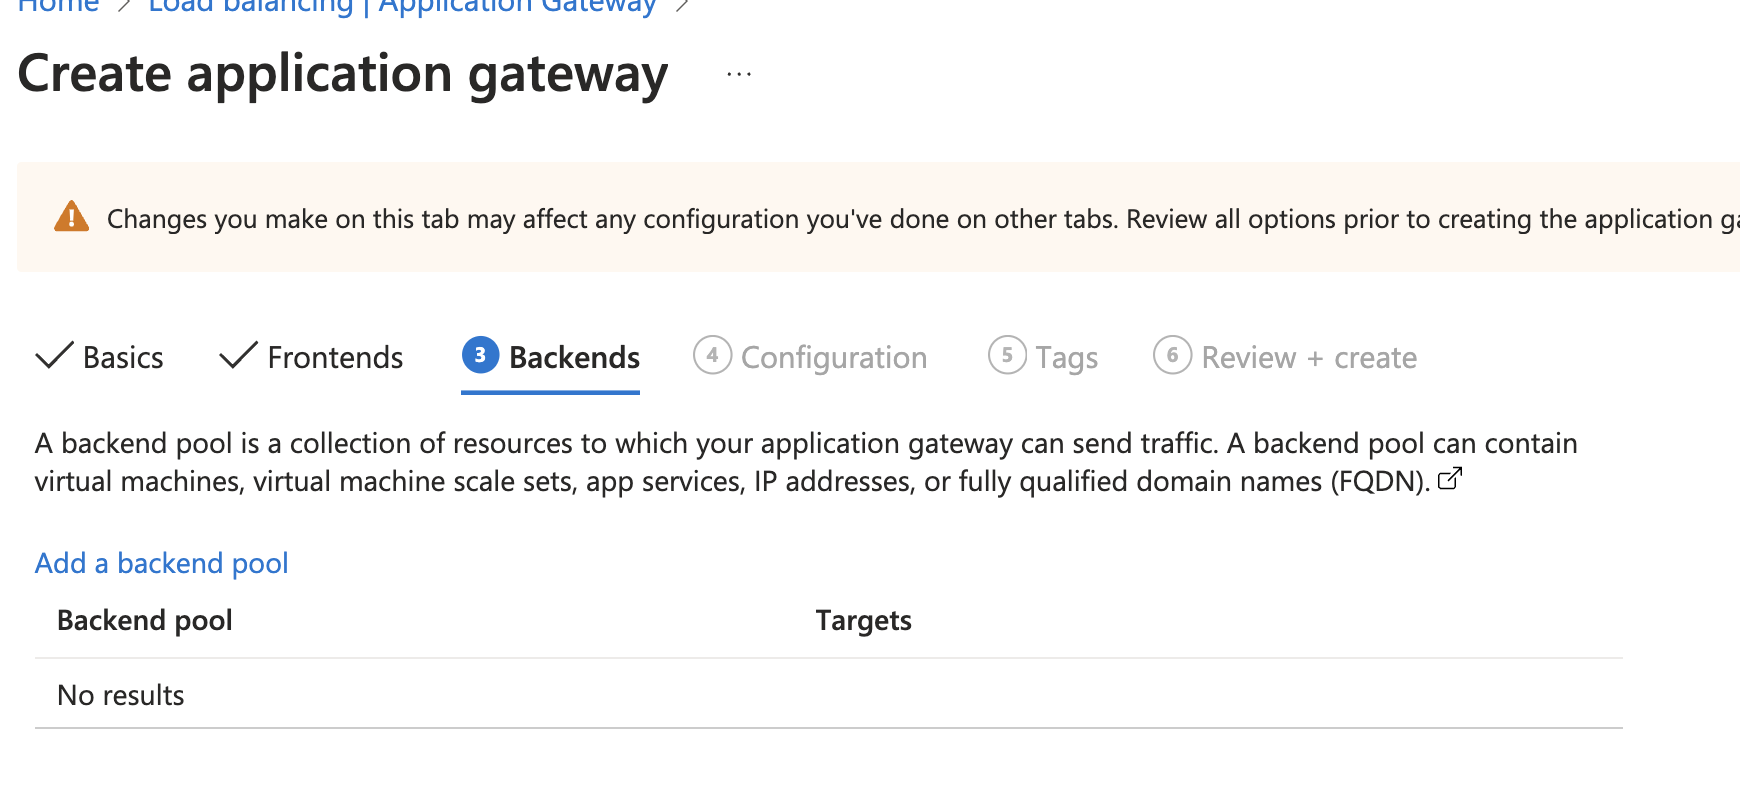 Home > Load balancing | Application Gateway >
Create application gateway ...
Changes you make on this tab may affect any configuration you've done on other tabs. Review all options prior to creating the application
Basics Frontends 3 Backends 4 Configuration 5 Tags 6 Review + create
A backend pool is a collection of resources to which your application gateway can send traffic. A backend pool can contain
virtual machines, virtual machine scale sets, app services, IP addresses, or fully qualified domain names (FQDN).
Add a backend pool
Backend pool Targets
No results